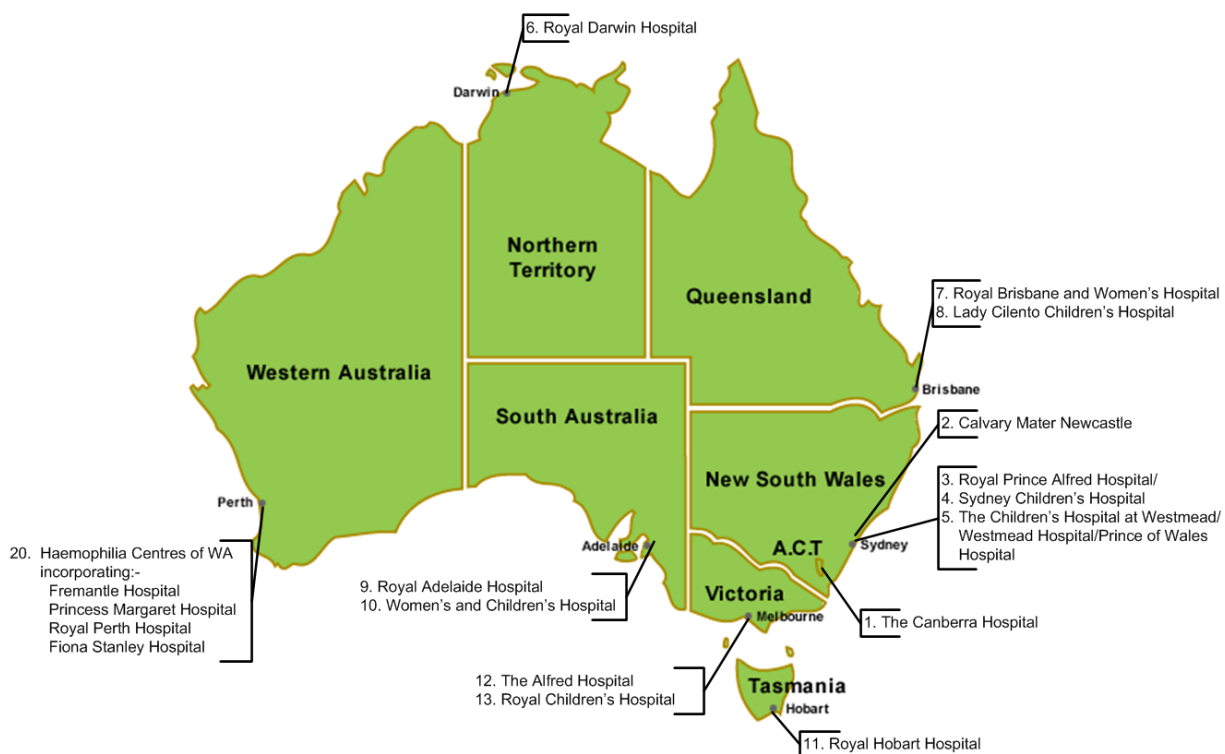 6. Royal Darwin Hospital
Darwin
Northern
Territory
Queensland
7. Royal Brisbane and Women's Hospital
8. Lady Cilento Children's Hospital
Western Australia
Brisbane
South Australia
2. Calvary Mater Newcastle
New South Wales
3. Royal Prince Alfred Hospital/
4. Sydney Children's Hospital
5. The Children's Hospital at Westmead/
Westmead Hospital/Prince of Wales
Hospital
Perth
Adelaide
A.C.T
Sydney
20. Haemophilia Centres of WA
incorporating:-
Fremantle Hospital
Princess Margaret Hospital
Royal Perth Hospital
Fiona Stanley Hospital
9. Royal Adelaide Hospital
10. Women's and Children's Hospital
Victoria
Melbourne
1. The Canberra Hospital
12. The Alfred Hospital
13. Royal Children's Hospital
Tasmania
Hobart
11. Royal Hobart Hospital